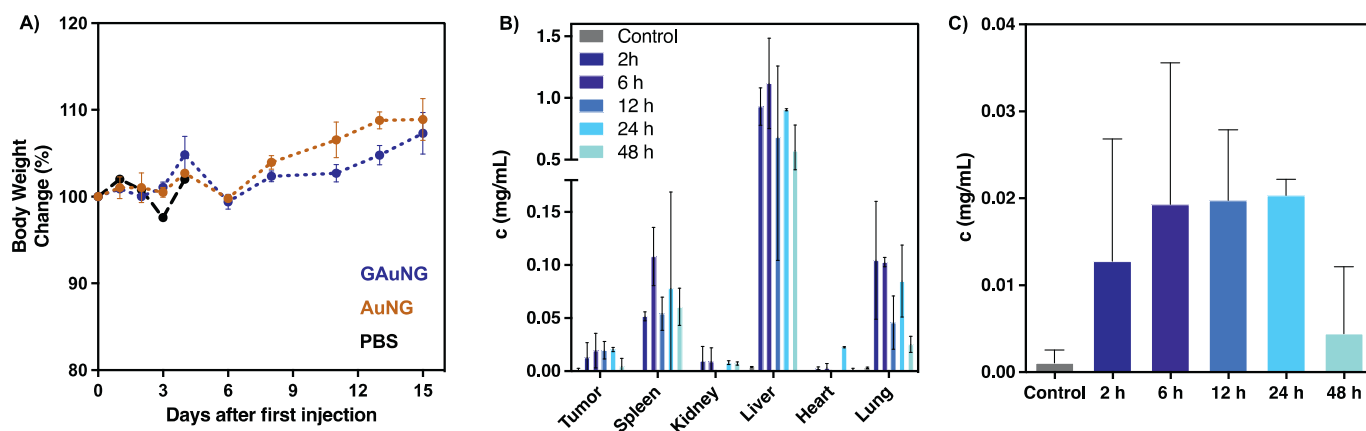 A)
120
110
100
90
80
Body Weight
Change (%)
GAuNG
AuNG
PBS
0 3 6 9 12 15
Days after first injection
B)
1.5
1.0
0.5
0.15
0.10
0.05
0.00
c (mg/mL)
Control
2h
6 h
12 h
24 h
48 h
Tumor Spleen Kidney Liver Heart Lung
C)
0.04
0.03
0.02
0.01
0.00
c (mg/mL)
Control 2 h 6 h 12 h 24 h 48 h